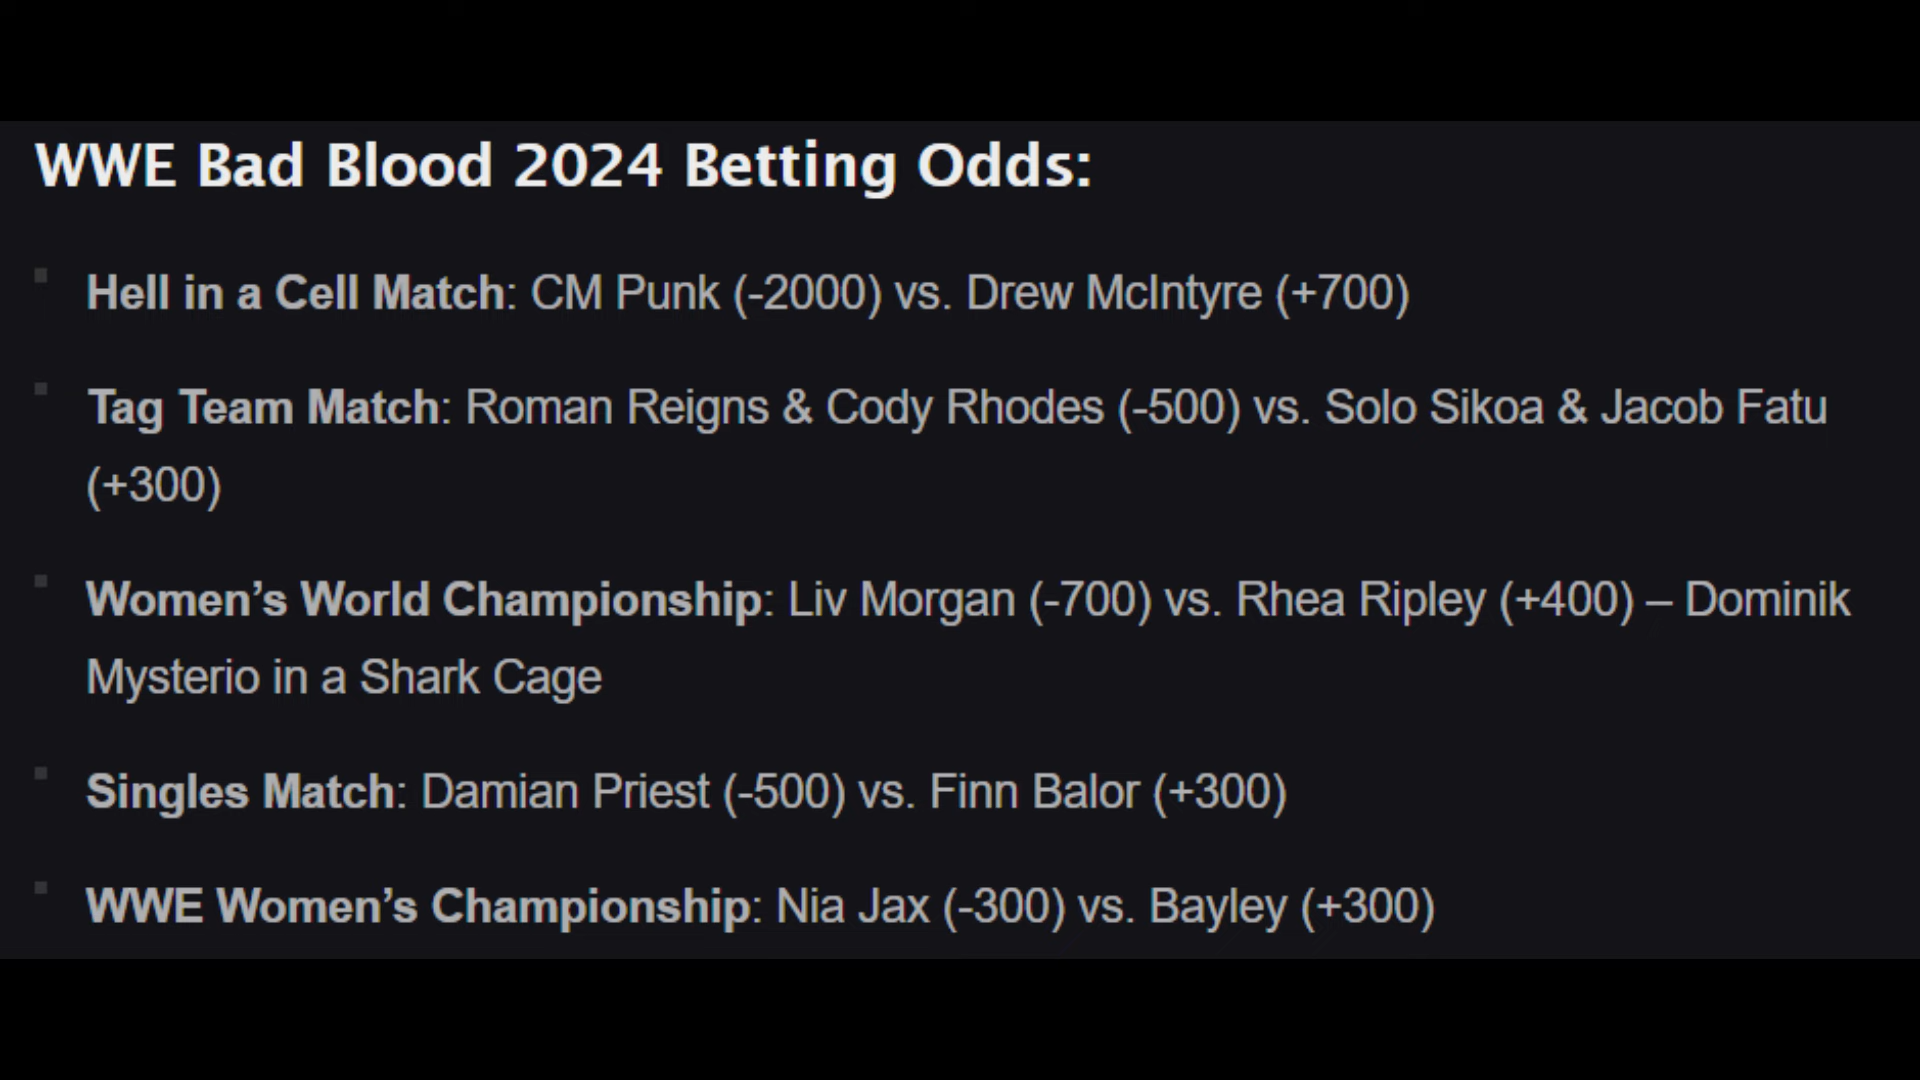 WWE Bad Blood 2024 Betting Odds:
Hell in a Cell Match: CM Punk (-2000) vs. Drew McIntyre (+700)
Tag Team Match: Roman Reigns & Cody Rhodes (-500) vs. Solo Sikoa & Jacob Fatu
(+300)
Women’s World Championship: Liv Morgan (-700) vs. Rhea Ripley (+400) – Dominik
Mysterio in a Shark Cage
Singles Match: Damian Priest (-500) vs. Finn Balor (+300)
WWE Women’s Championship: Nia Jax (-300) vs. Bayley (+300)